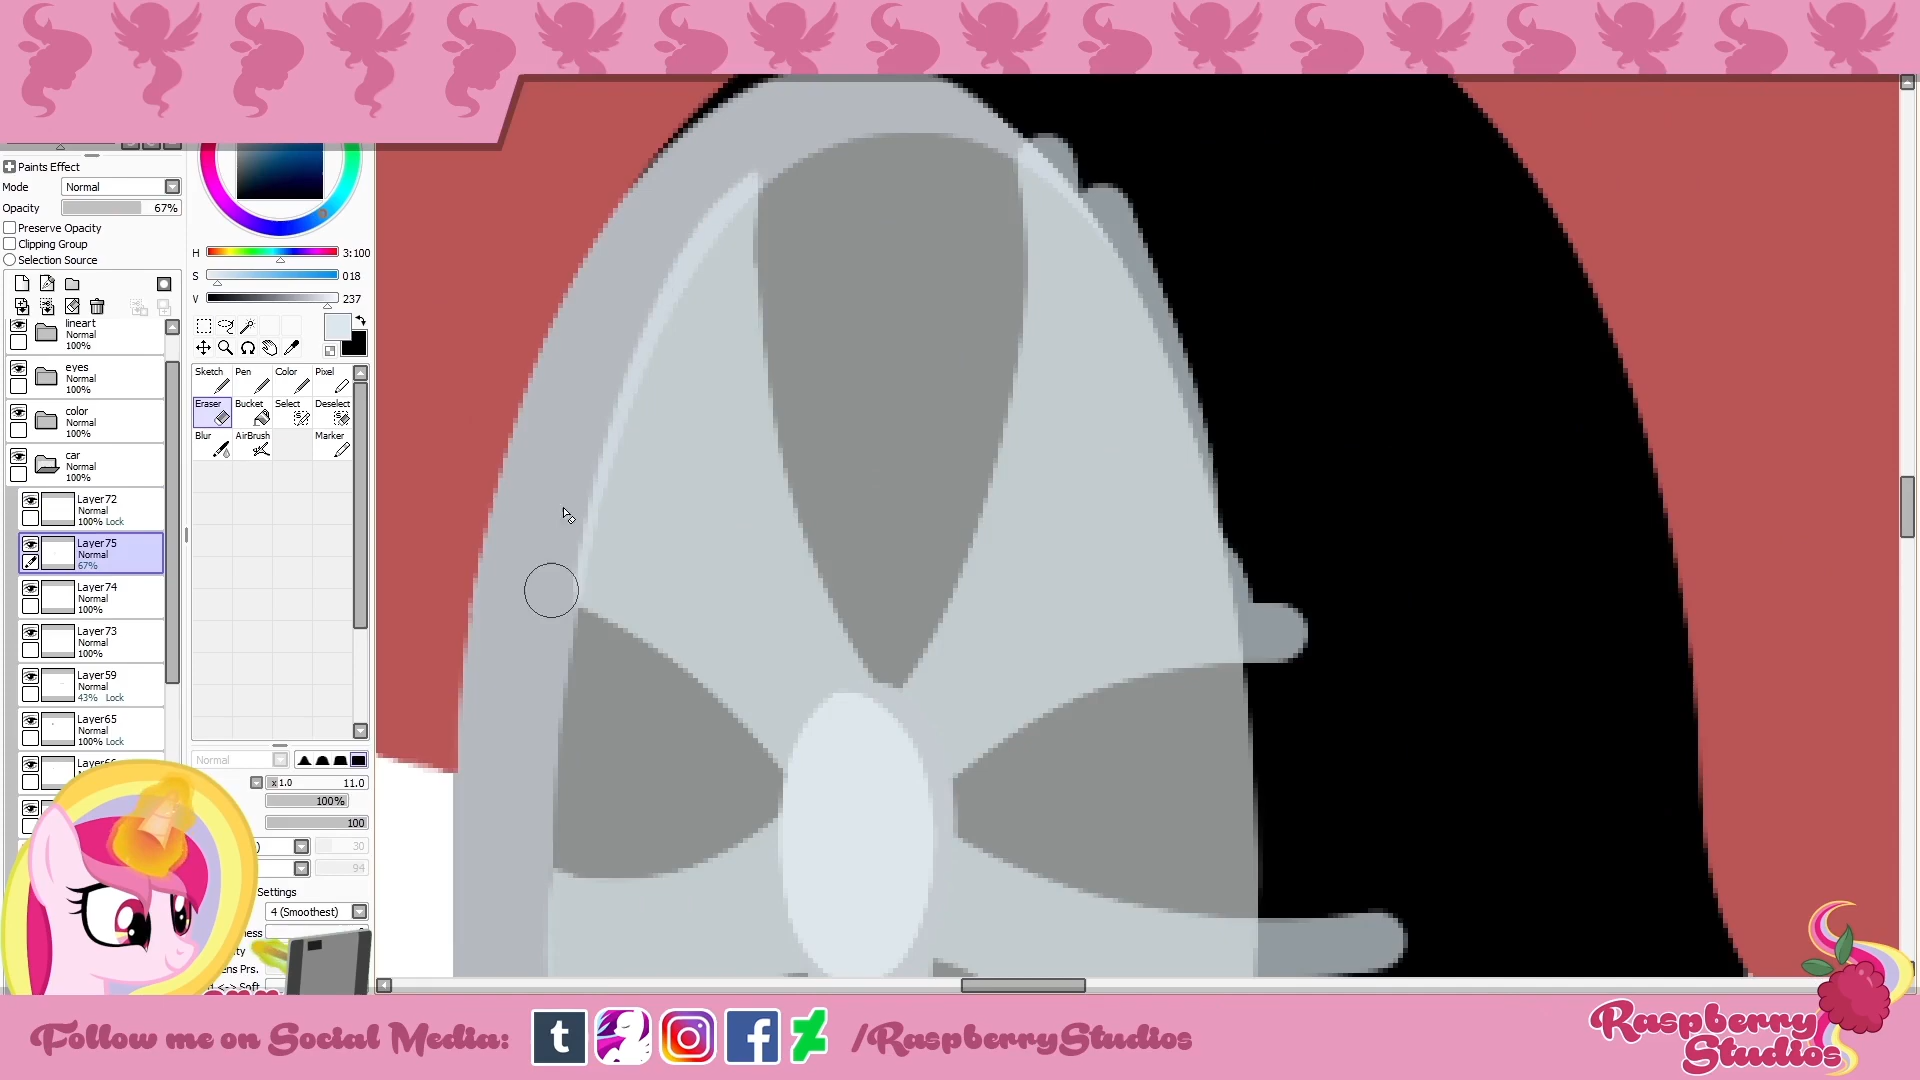 Paints Effect
Mode Normal
Opacity 67%
Preserve Opacity
Clipping Group
Selection Source
H 3:100
S 018
V 237
lineart
Normal
100%
eyes
Normal
100%
color
Normal
100%
car
Normal
100%
Layer72
Normal
100% Lock
Layer75
Normal
67%
Layer74
Normal
100%
Layer73
Normal
100%
Layer59
Normal
43% Lock
Layer65
Normal
100% Lock
Sketch Pen Color Pixel
Eraser Bucket Select Deselect
Blur AirBrush Marker
Normal
x1.0 11.0
100%
100
30
94
Settings
4 (Smoothest)
Follow me on Social Media:
t
f
/RaspberryStudios
Raspberry
Studios